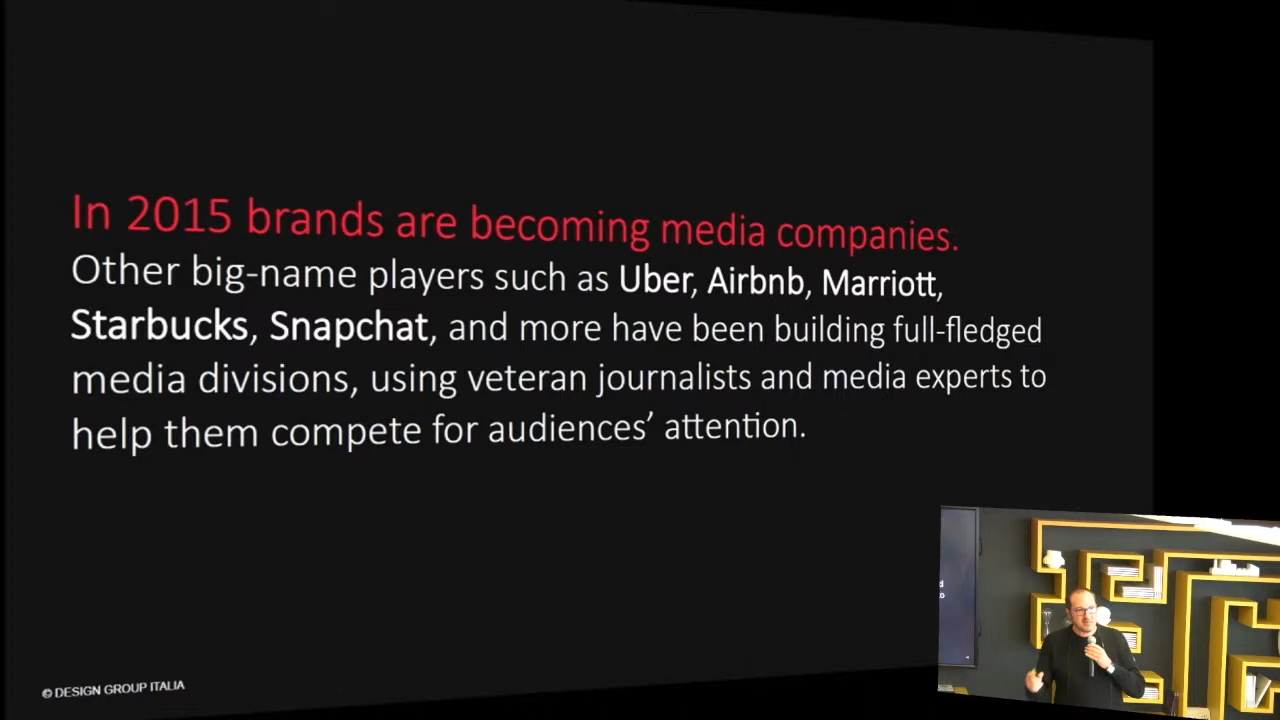 In 2015 brands are becoming media companies.
Other big-name players such as Uber, Airbnb, Marriott,
Starbucks, Snapchat, and more have been building full-fledged
media divisions, using veteran journalists and media experts to
help them compete for audiences’ attention.
© DESIGN GROUP ITALIA